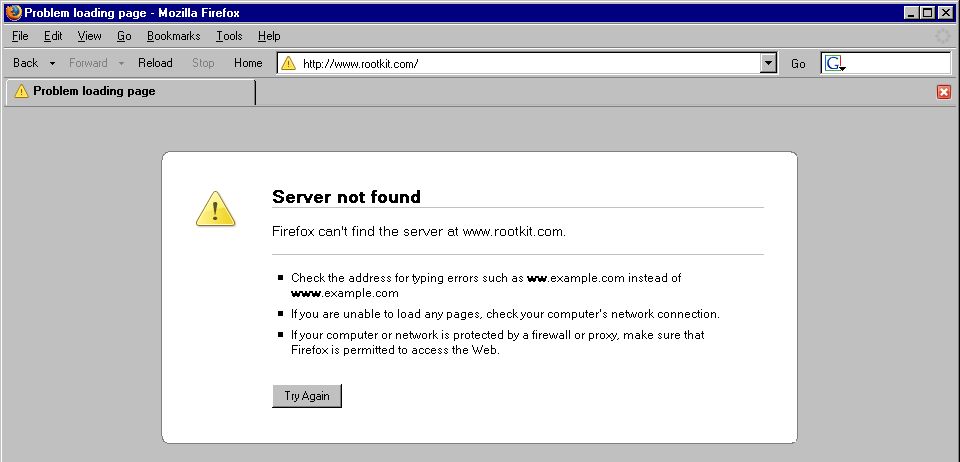 Problem loading page - Mozilla Firefox
File Edit View Go Bookmarks Tools Help
Back Forward Reload Stop Home http://www.rootkit.com/ Go G
Problem loading page
Server not found
Firefox can't find the server at www.rootkit.com.
Check the address for typing errors such as ww.example.com instead of
www.example.com
If you are unable to load any pages, check your computer's network connection.
If your computer or network is protected by a firewall or proxy, make sure that
Firefox is permitted to access the Web.
Try Again